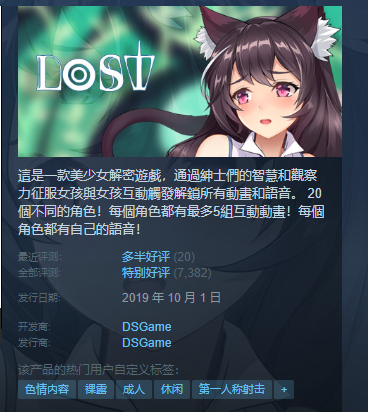 LOST
這是一款美少女解密遊戲，通過紳士們的智慧和觀察
力征服女孩與女孩互動觸發解鎖所有動畫和語音。 20
個不同的角色！每個角色都有最多5組互動動畫！每個
角色都有自己的語音！
最近评测: 多半好评 (20)
全部评测: 特别好评 (7,382)
发行日期: 2019 年 10 月 1 日
开发商: DSGame
发行商: DSGame
该产品的热门用户自定义标签:
色情内容 裸露 成人 休闲 第一人称射击 +